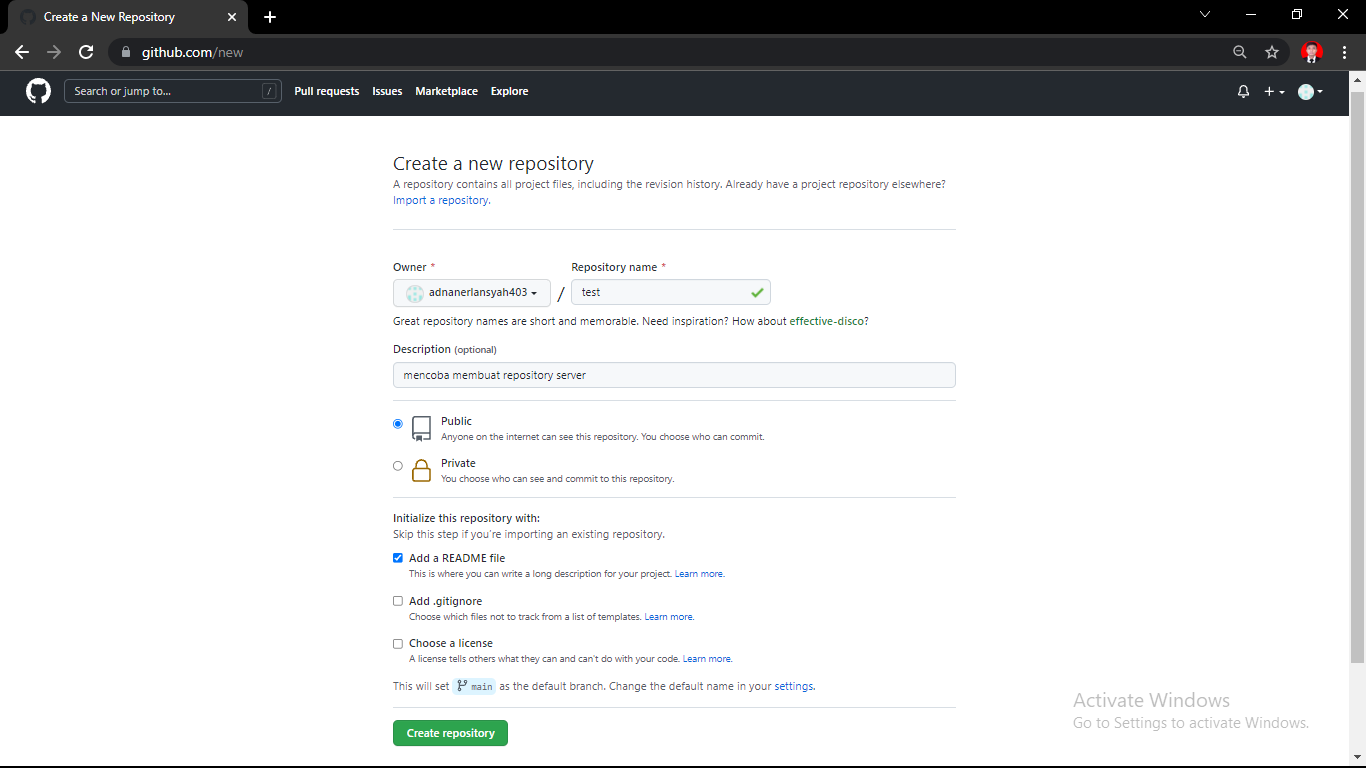 Create a New Repository
github.com/new
Search or jump to... /
Pull requests Issues Marketplace Explore
Create a new repository
A repository contains all project files, including the revision history. Already have a project repository elsewhere?
Import a repository.
Owner * Repository name *
adnanerlansyah403 / test
Great repository names are short and memorable. Need inspiration? How about effective-disco?
Description (optional)
mencoba membuat repository server
Public
Anyone on the internet can see this repository. You choose who can commit.
Private
You choose who can see and commit to this repository.
Initialize this repository with:
Skip this step if you're importing an existing repository.
Add a README file
This is where you can write a long description for your project. Learn more.
Add .gitignore
Choose which files not to track from a list of templates. Learn more.
Choose a license
A license tells others what they can and can't do with your code. Learn more.
This will set main as the default branch. Change the default name in your settings.
Create repository
Activate Windows
Go to Settings to activate Windows.